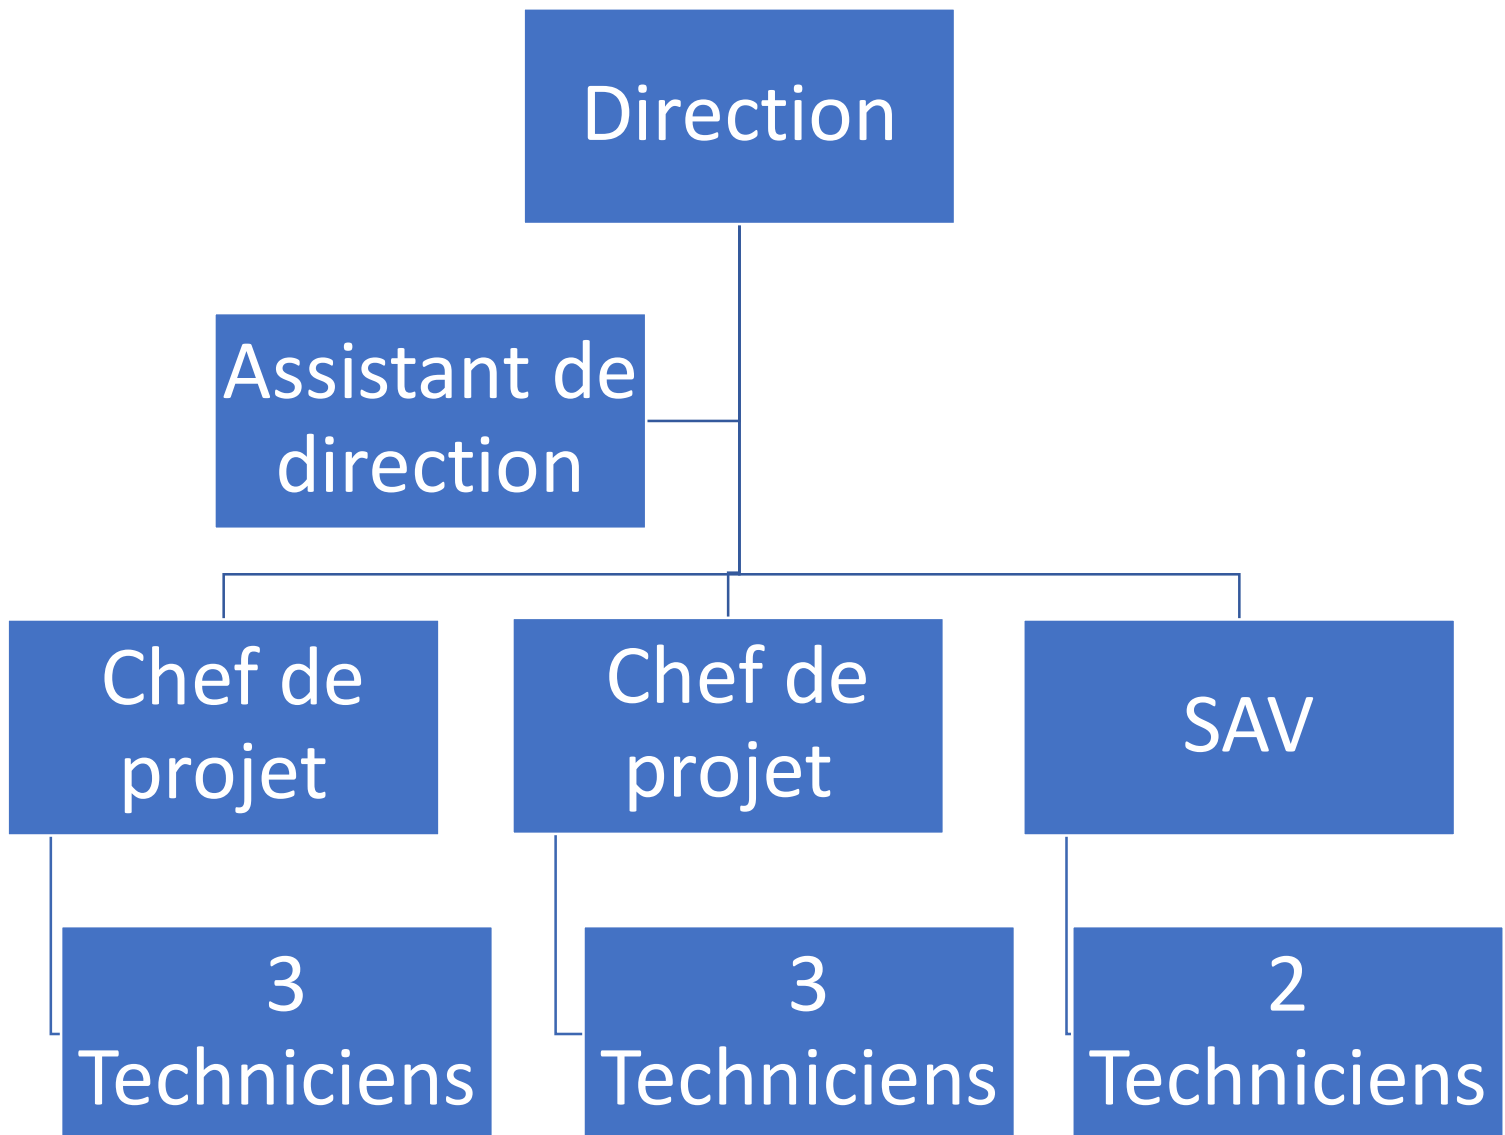 Direction
Assistant de
direction
Chef de
projet
Chef de
projet
SAV
3
Techniciens
3
Techniciens
2
Techniciens